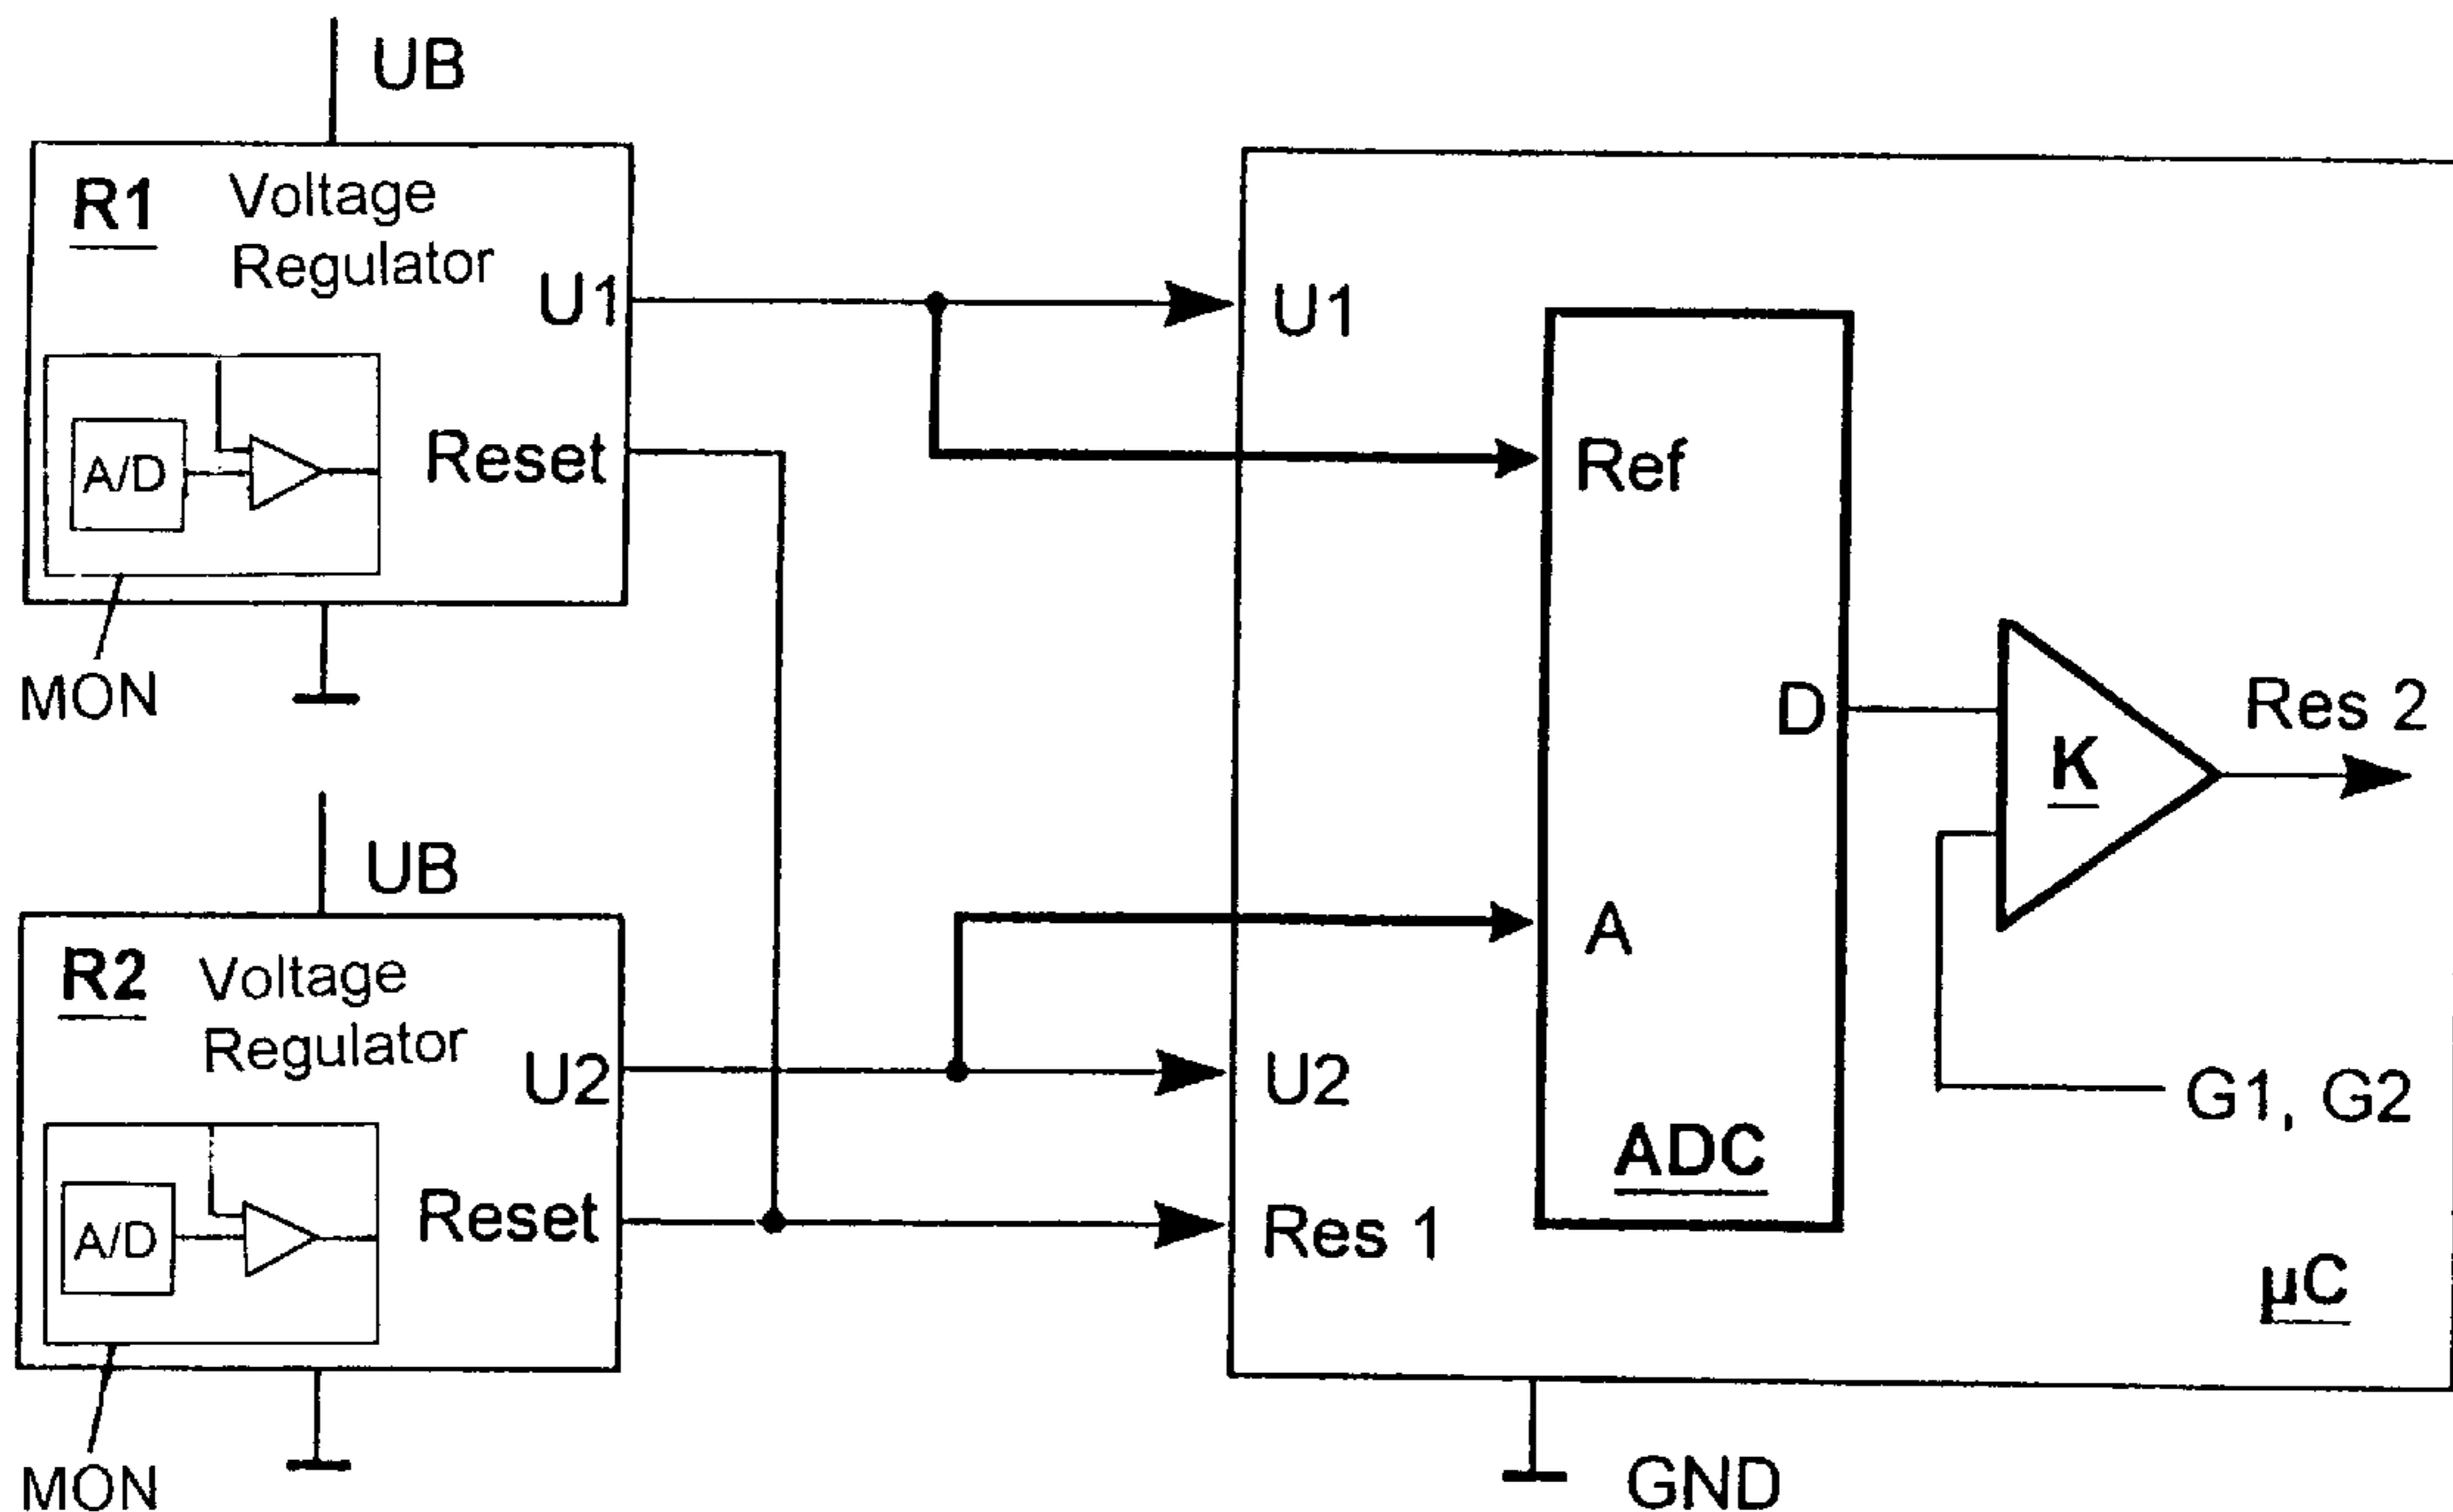 UB
R1 Voltage
Regulator
U1
A/D
Reset
MON
UB
R2 Voltage
Regulator
U2
A/D
Reset
MON
U1
Ref
A
D
ADC
U2
Res 1
K
Res 2
G1, G2
µC
GND